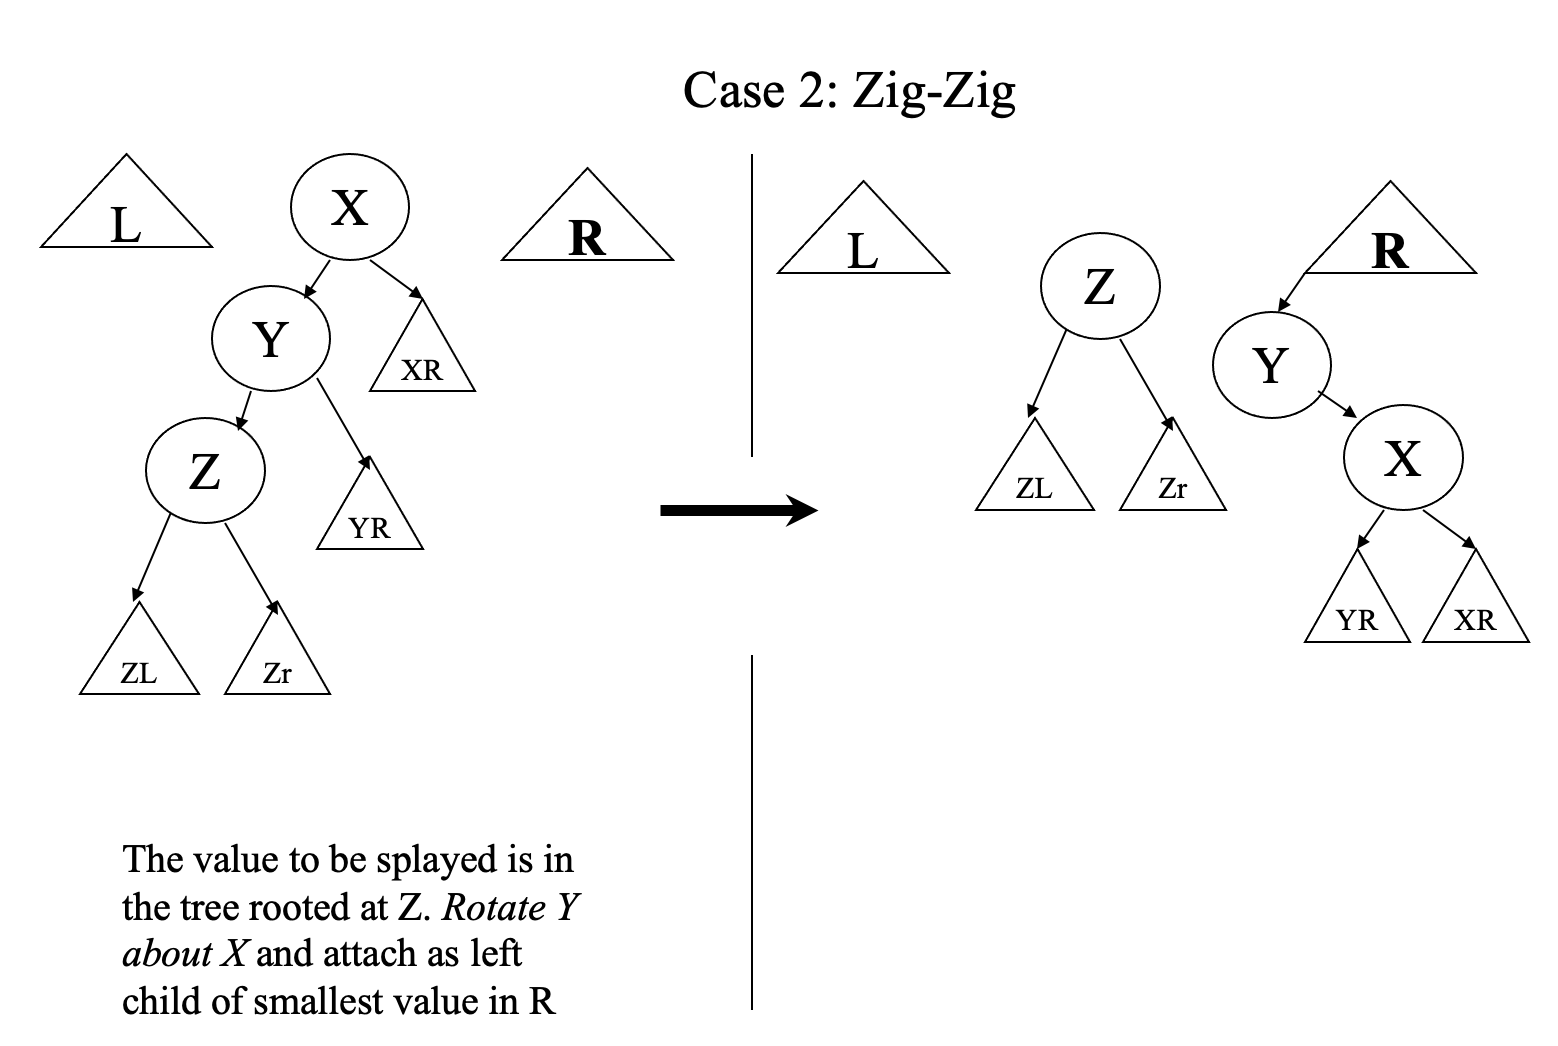 Case 2: Zig-Zig
L
X
R
Y
XR
Z
YR
ZL
Zr
L
Z
R
Y
ZL
Zr
X
YR
XR
The value to be splayed is in
the tree rooted at Z. Rotate Y
about X and attach as left
child of smallest value in R